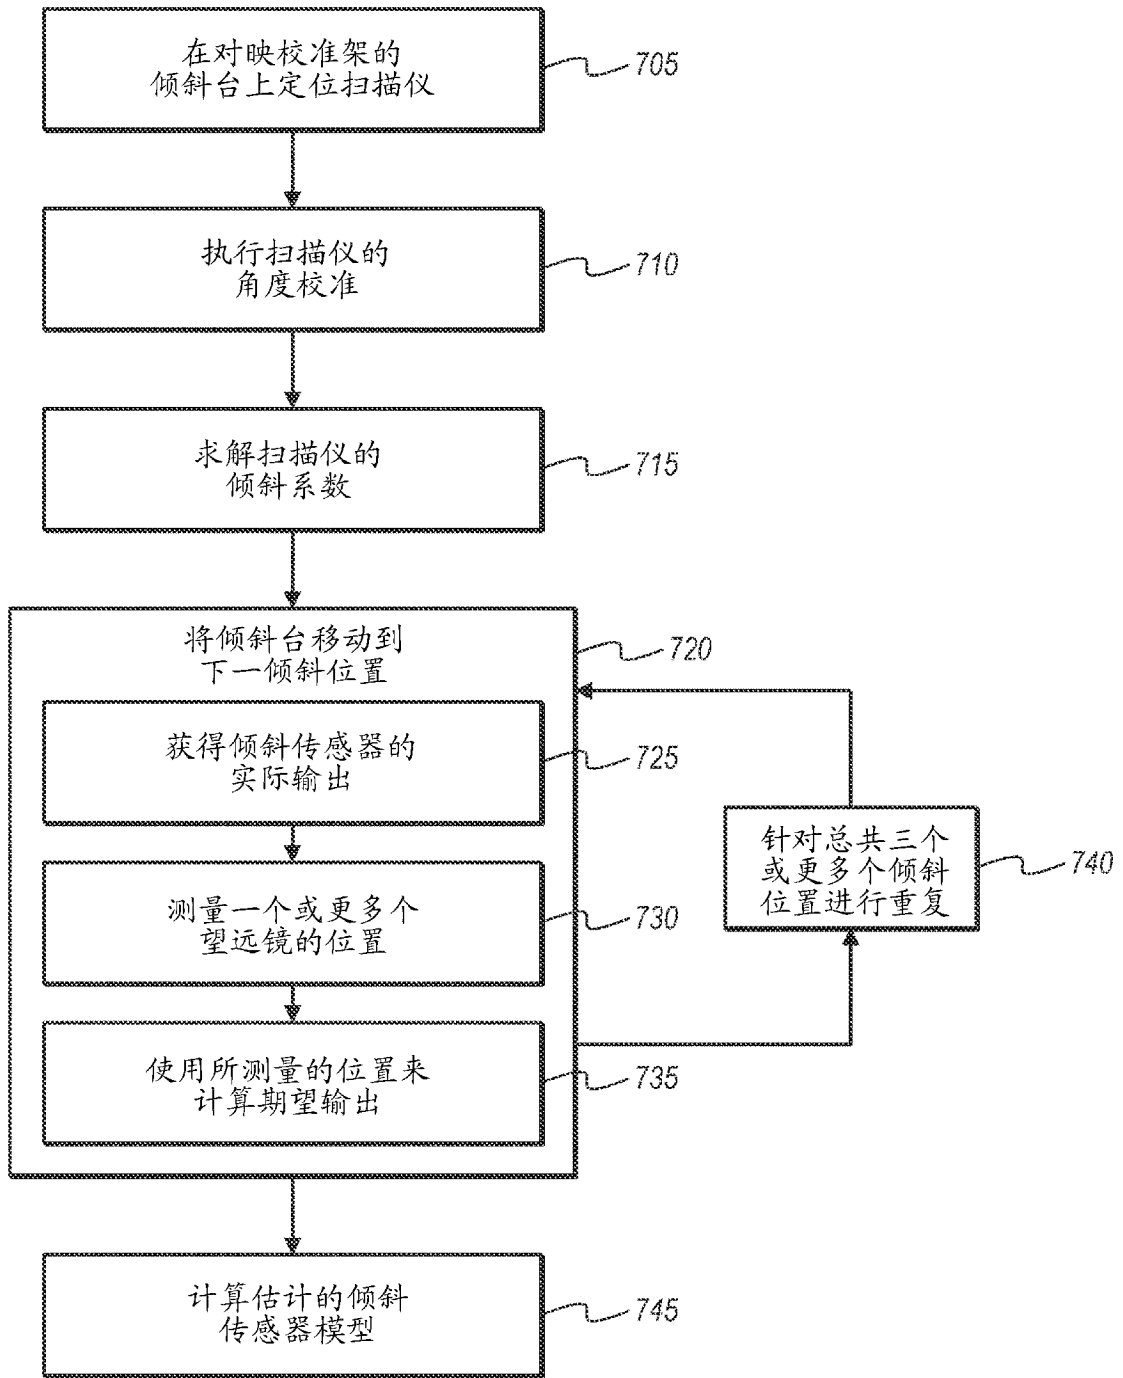 在对映校准架的
倾斜台上定位扫描仪
705
执行扫描仪的
角度校准
710
求解扫描仪的
倾斜系数
715
将倾斜台移动到
下一倾斜位置
720
获得倾斜传感器的
实际输出
725
测量一个或更多个
望远镜的位置
730
使用所测量的位置来
计算期望输出
735
针对总共三个
或更多个倾斜
位置进行重复
740
计算估计的倾斜
传感器模型
745